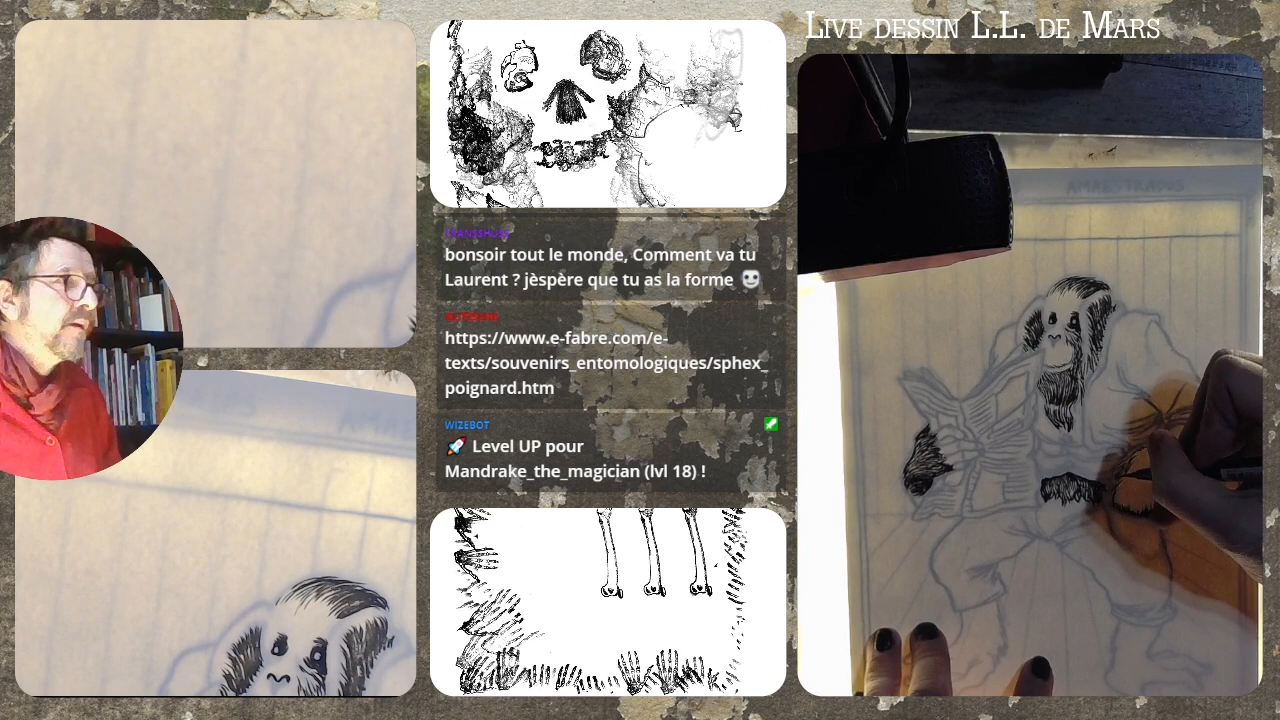 LIVE DESSIN L.L. DE MARS
bonsoir tout le monde, Comment va tu
Laurent ? jèspère que tu as la forme
https://www.e-fabre.com/e-
texts/souvenirs_entomologiques/sphex_
poignard.htm
WIZEBOT
🚀 Level UP pour
Mandrake_the_magician (lvl 18) !
AMAESTRADOS